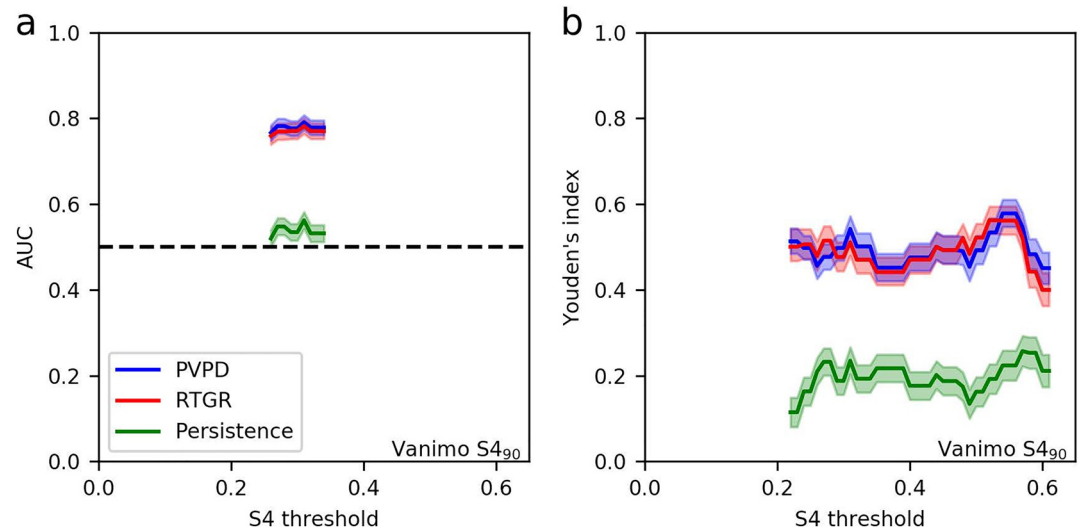 a
1.0
0.8
0.6
0.4
0.2
0.0
AUC
PVPD
RTGR
Persistence
Vanimo S4₉₀
0.0 0.2 0.4 0.6
S4 threshold
b
1.0
0.8
0.6
0.4
0.2
0.0
Youden's index
Vanimo S4₉₀
0.0 0.2 0.4 0.6
S4 threshold